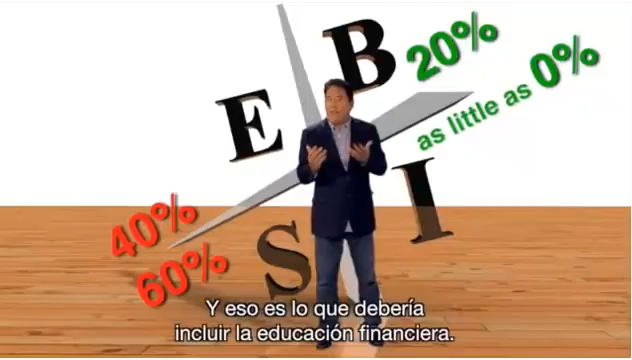 B 20%
E
as little as 0%
I
40%
60%
S
Y eso es lo que debería
incluir la educación financiera.